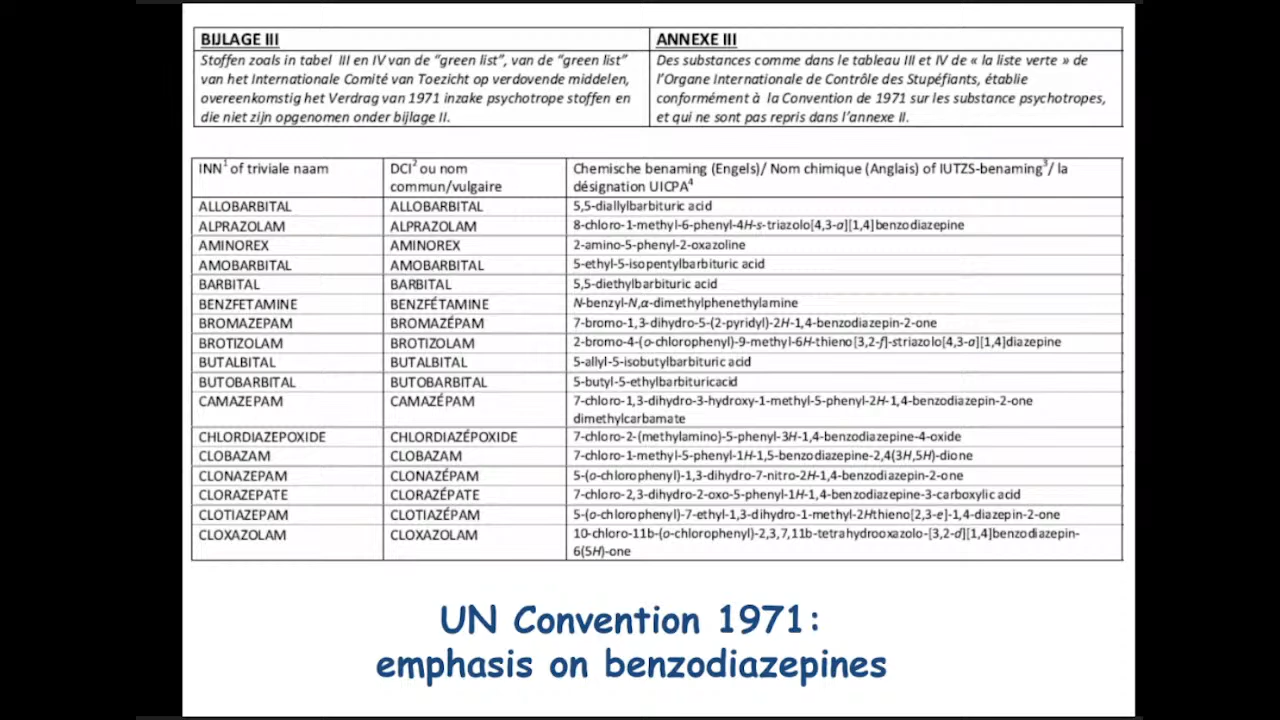 BIJLAGE III
Stoffen zoals in tabel III en IV van de “green list”, van de “green list”
van het Internationale Comité van Toezicht op verdovende middelen,
overeenkomstig het Verdrag van 1971 inzake psychotrope stoffen en
die niet zijn opgenomen onder bijlage II.
ANNEXE III
Des substances comme dans le tableau III et IV de « la liste verte » de
l’Organe Internationale de Contrôle des Stupéfiants, établie
conformément à la Convention de 1971 sur les substance psychotropes,
et qui ne sont pas repris dans l’annexe II.
INN¹ of triviale naam
DCI² ou nom
commun/vulgaire
Chemische benaming (Engels)/ Nom chimique (Anglais) of IUTZS-benaming³/ la
désignation UICPA⁴
ALLOBARBITAL ALLOBARBITAL 5,5-diallylbarbituric acid
ALPRAZOLAM ALPRAZOLAM 8-chloro-1-methyl-6-phenyl-4H-s-triazolo[4,3-a][1,4]benzodiazepine
AMINOREX AMINOREX 2-amino-5-phenyl-2-oxazoline
AMOBARBITAL AMOBARBITAL 5-ethyl-5-isopentylbarbituric acid
BARBITAL BARBITAL 5,5-diethylbarbituric acid
BENZFETAMINE BENZFÉTAMINE N-benzyl-N,α-dimethylphenethylamine
BROMAZEPAM BROMAZÉPAM 7-bromo-1,3-dihydro-5-(2-pyridyl)-2H-1,4-benzodiazepin-2-one
BROTIZOLAM BROTIZOLAM 2-bromo-4-(o-chlorophenyl)-9-methyl-6H-thieno[3,2-f]-striazolo[4,3-a][1,4]diazepine
BUTALBITAL BUTALBITAL 5-allyl-5-isobutylbarbituric acid
BUTOBARBITAL BUTOBARBITAL 5-butyl-5-ethylbarbituricacid
CAMAZEPAM CAMAZÉPAM 7-chloro-1,3-dihydro-3-hydroxy-1-methyl-5-phenyl-2H-1,4-benzodiazepin-2-one
dimethylcarbamate
CHLORDIAZEPOXIDE CHLORDIAZÉPOXIDE 7-chloro-2-(methylamino)-5-phenyl-3H-1,4-benzodiazepine-4-oxide
CLOBAZAM CLOBAZAM 7-chloro-1-methyl-5-phenyl-1H-1,5-benzodiazepine-2,4(3H,5H)-dione
CLONAZEPAM CLONAZÉPAM 5-(o-chlorophenyl)-1,3-dihydro-7-nitro-2H-1,4-benzodiazepin-2-one
CLORAZEPATE CLORAZÉPATE 7-chloro-2,3-dihydro-2-oxo-5-phenyl-1H-1,4-benzodiazepine-3-carboxylic acid
CLOTIAZEPAM CLOTIAZÉPAM 5-(o-chlorophenyl)-7-ethyl-1,3-dihydro-1-methyl-2Hthieno[2,3-e]-1,4-diazepin-2-one
CLOXAZOLAM CLOXAZOLAM 10-chloro-11b-(o-chlorophenyl)-2,3,7,11b-tetrahydrooxazolo-[3,2-d][1,4]benzodiazepin-
6(5H)-one
UN Convention 1971:
emphasis on benzodiazepines